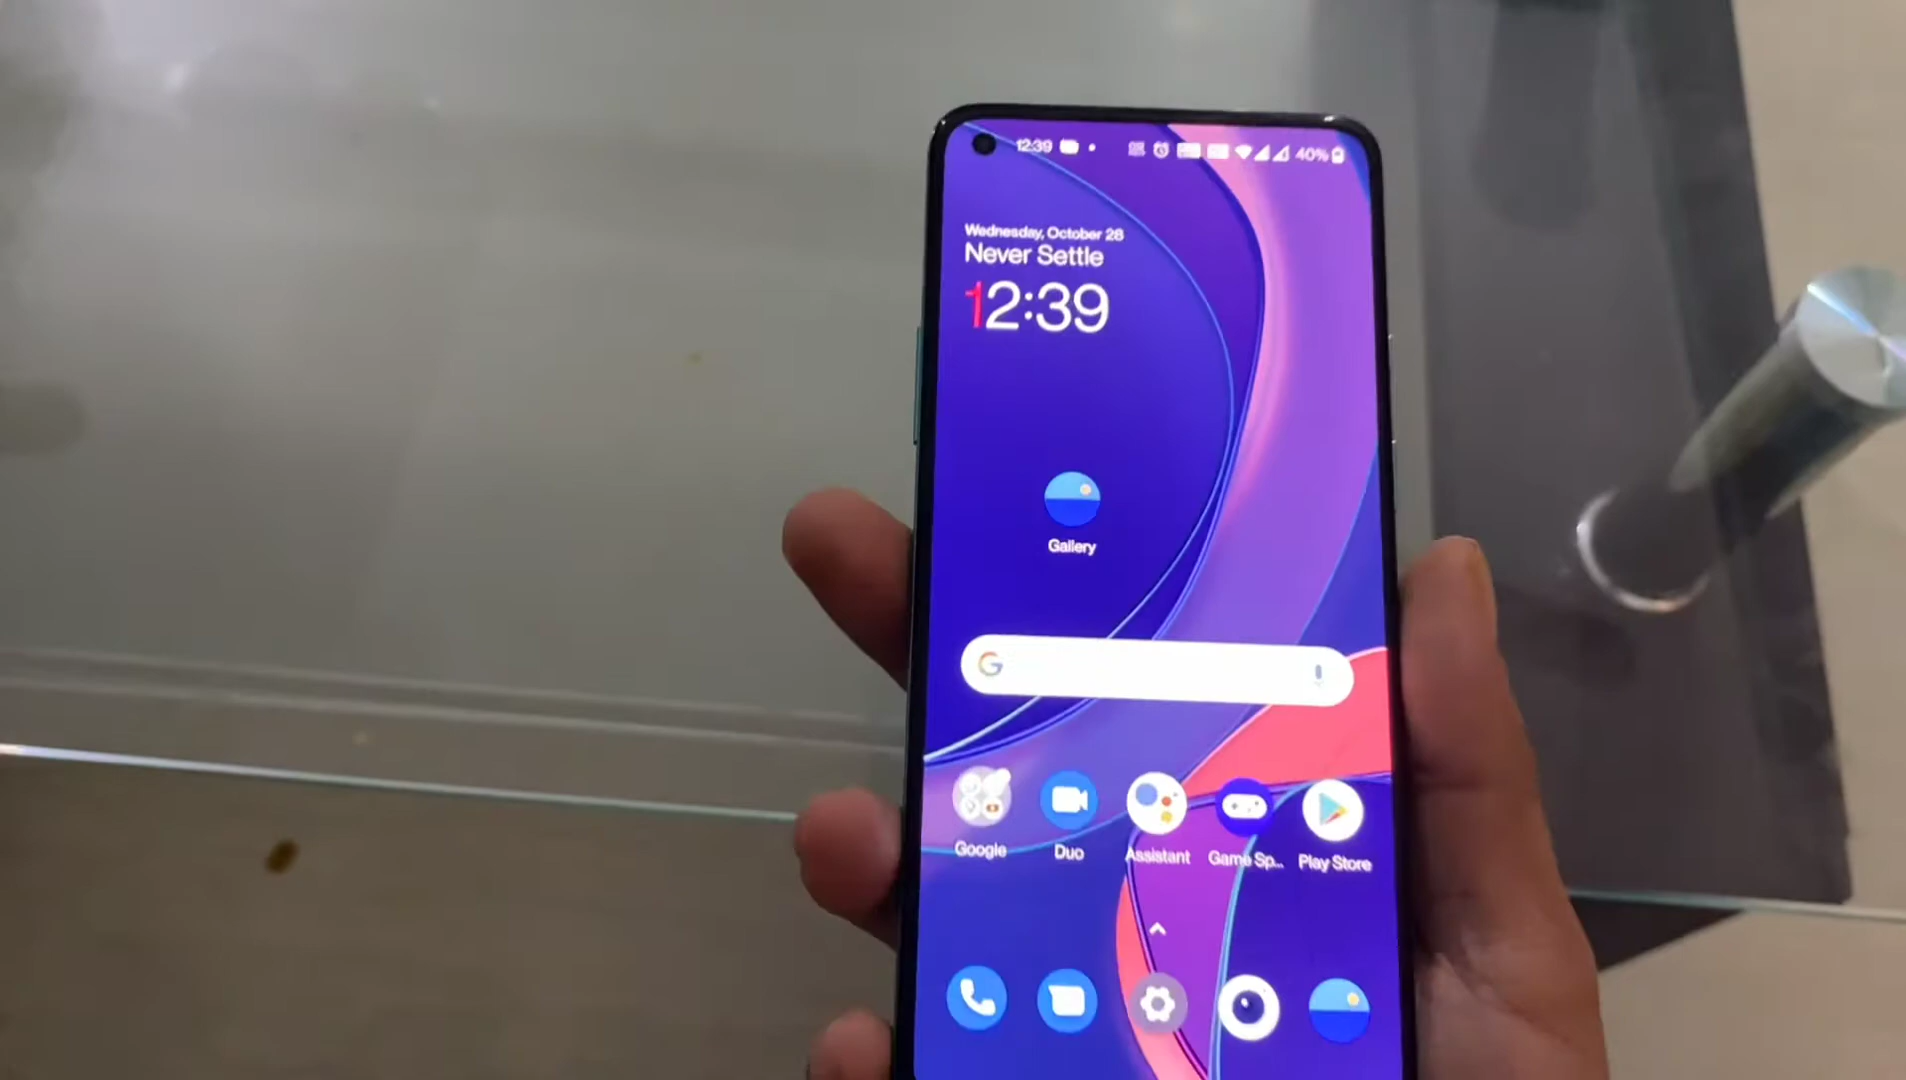 12:39
40%
Wednesday, October 28
Never Settle
12:39
Gallery
G
Google
Duo
Assistant
Game Sp...
Play Store